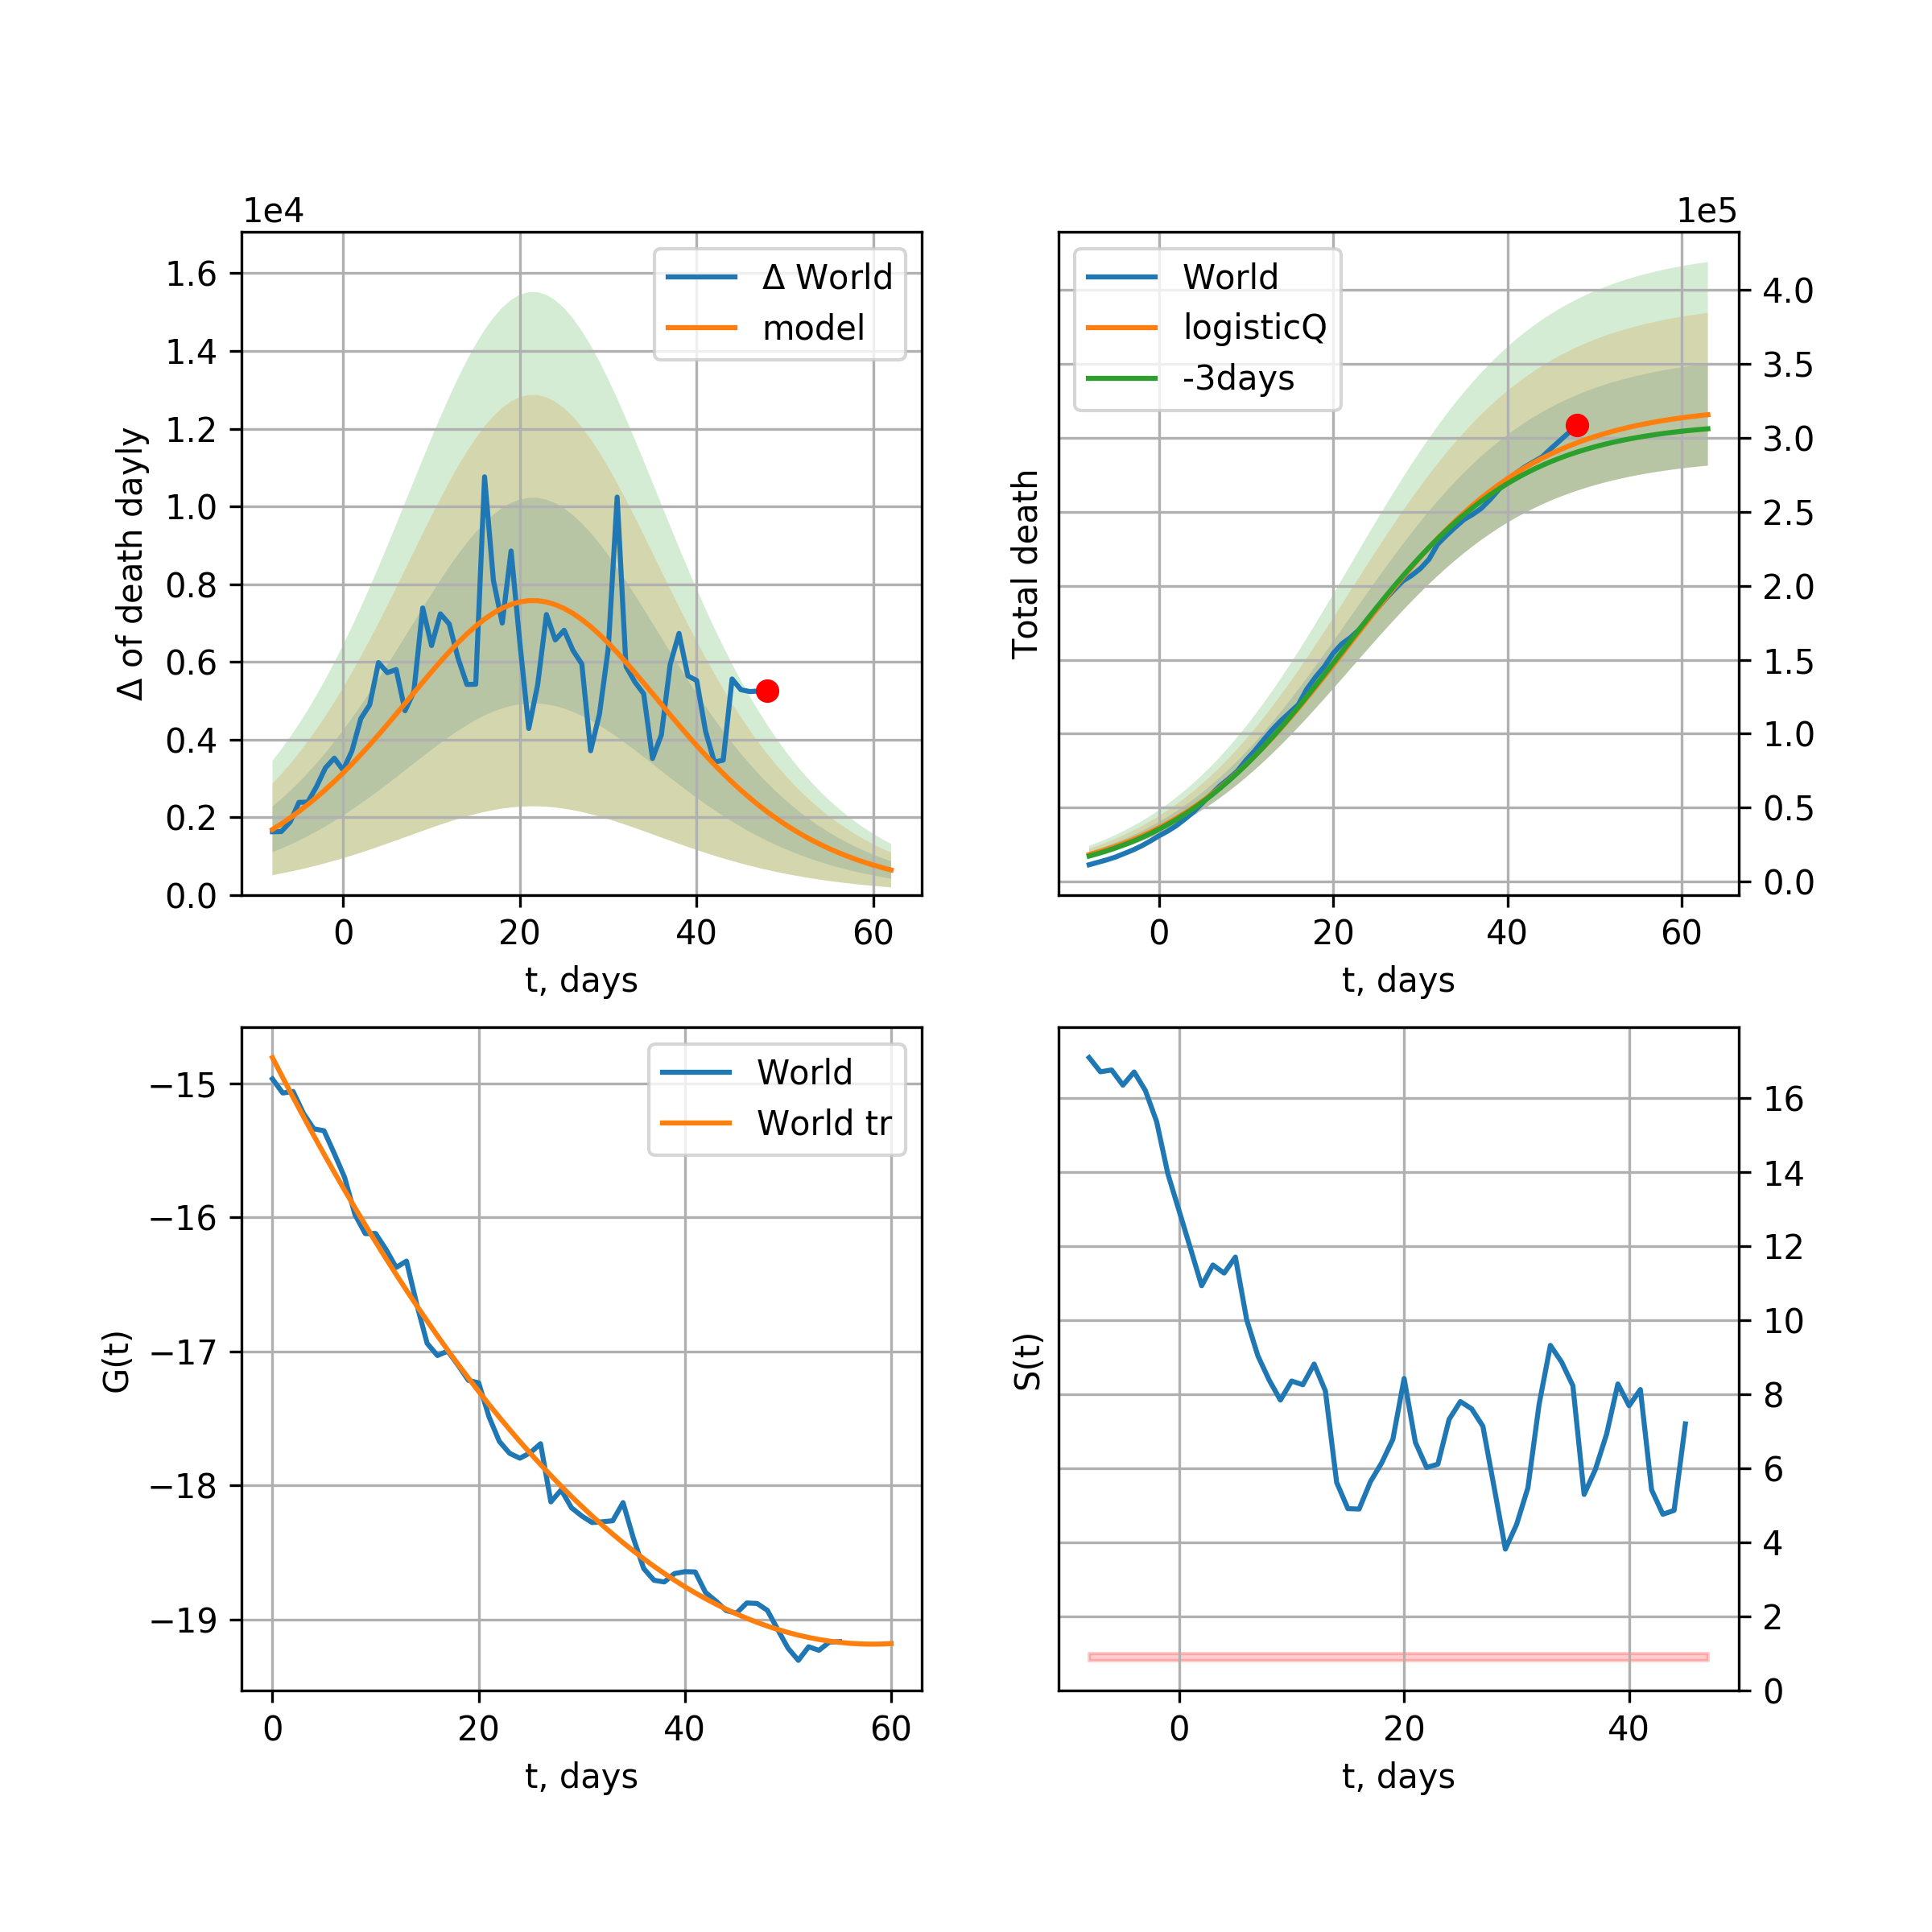 1e4
Δ World
model
1.6
1.4
1.2
1.0
0.8
0.6
0.4
0.2
0.0
Δ of death dayly
0
20
40
60
t, days
1e5
World
logisticQ
-3days
4.0
3.5
3.0
2.5
2.0
1.5
1.0
0.5
0.0
Total death
0
20
40
60
t, days
World
World tr
−15
−16
−17
−18
−19
G(t)
0
20
40
60
t, days
16
14
12
10
8
6
4
2
0
S(t)
0
20
40
t, days